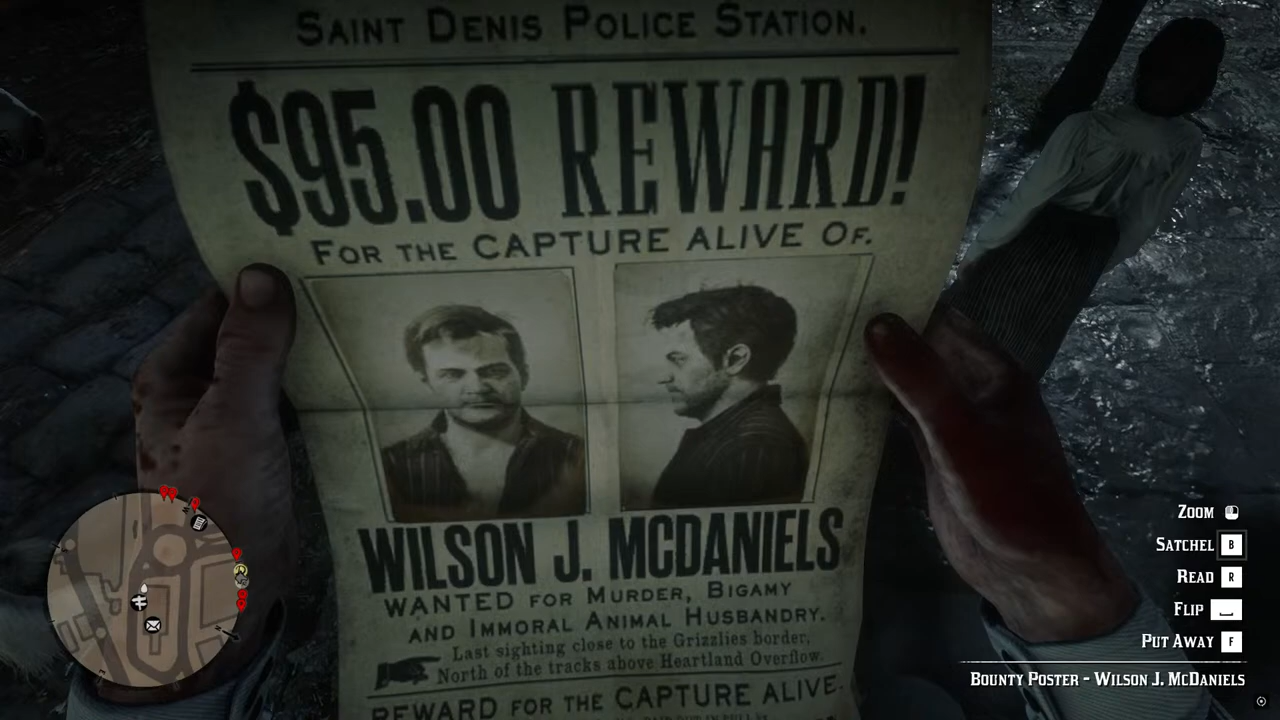 SAINT DENIS POLICE STATION.
$95.00 REWARD!
FOR THE CAPTURE ALIVE OF.
WILSON J. MCDANIELS
WANTED FOR MURDER, BIGAMY
AND IMMORAL ANIMAL HUSBANDRY.
Last sighting close to the Grizzlies border,
North of the tracks above Heartland Overflow.
REWARD FOR THE CAPTURE ALIVE.
ZOOM
SATCHEL B
READ R
FLIP
PUT AWAY F
BOUNTY POSTER - WILSON J. MCDANIELS